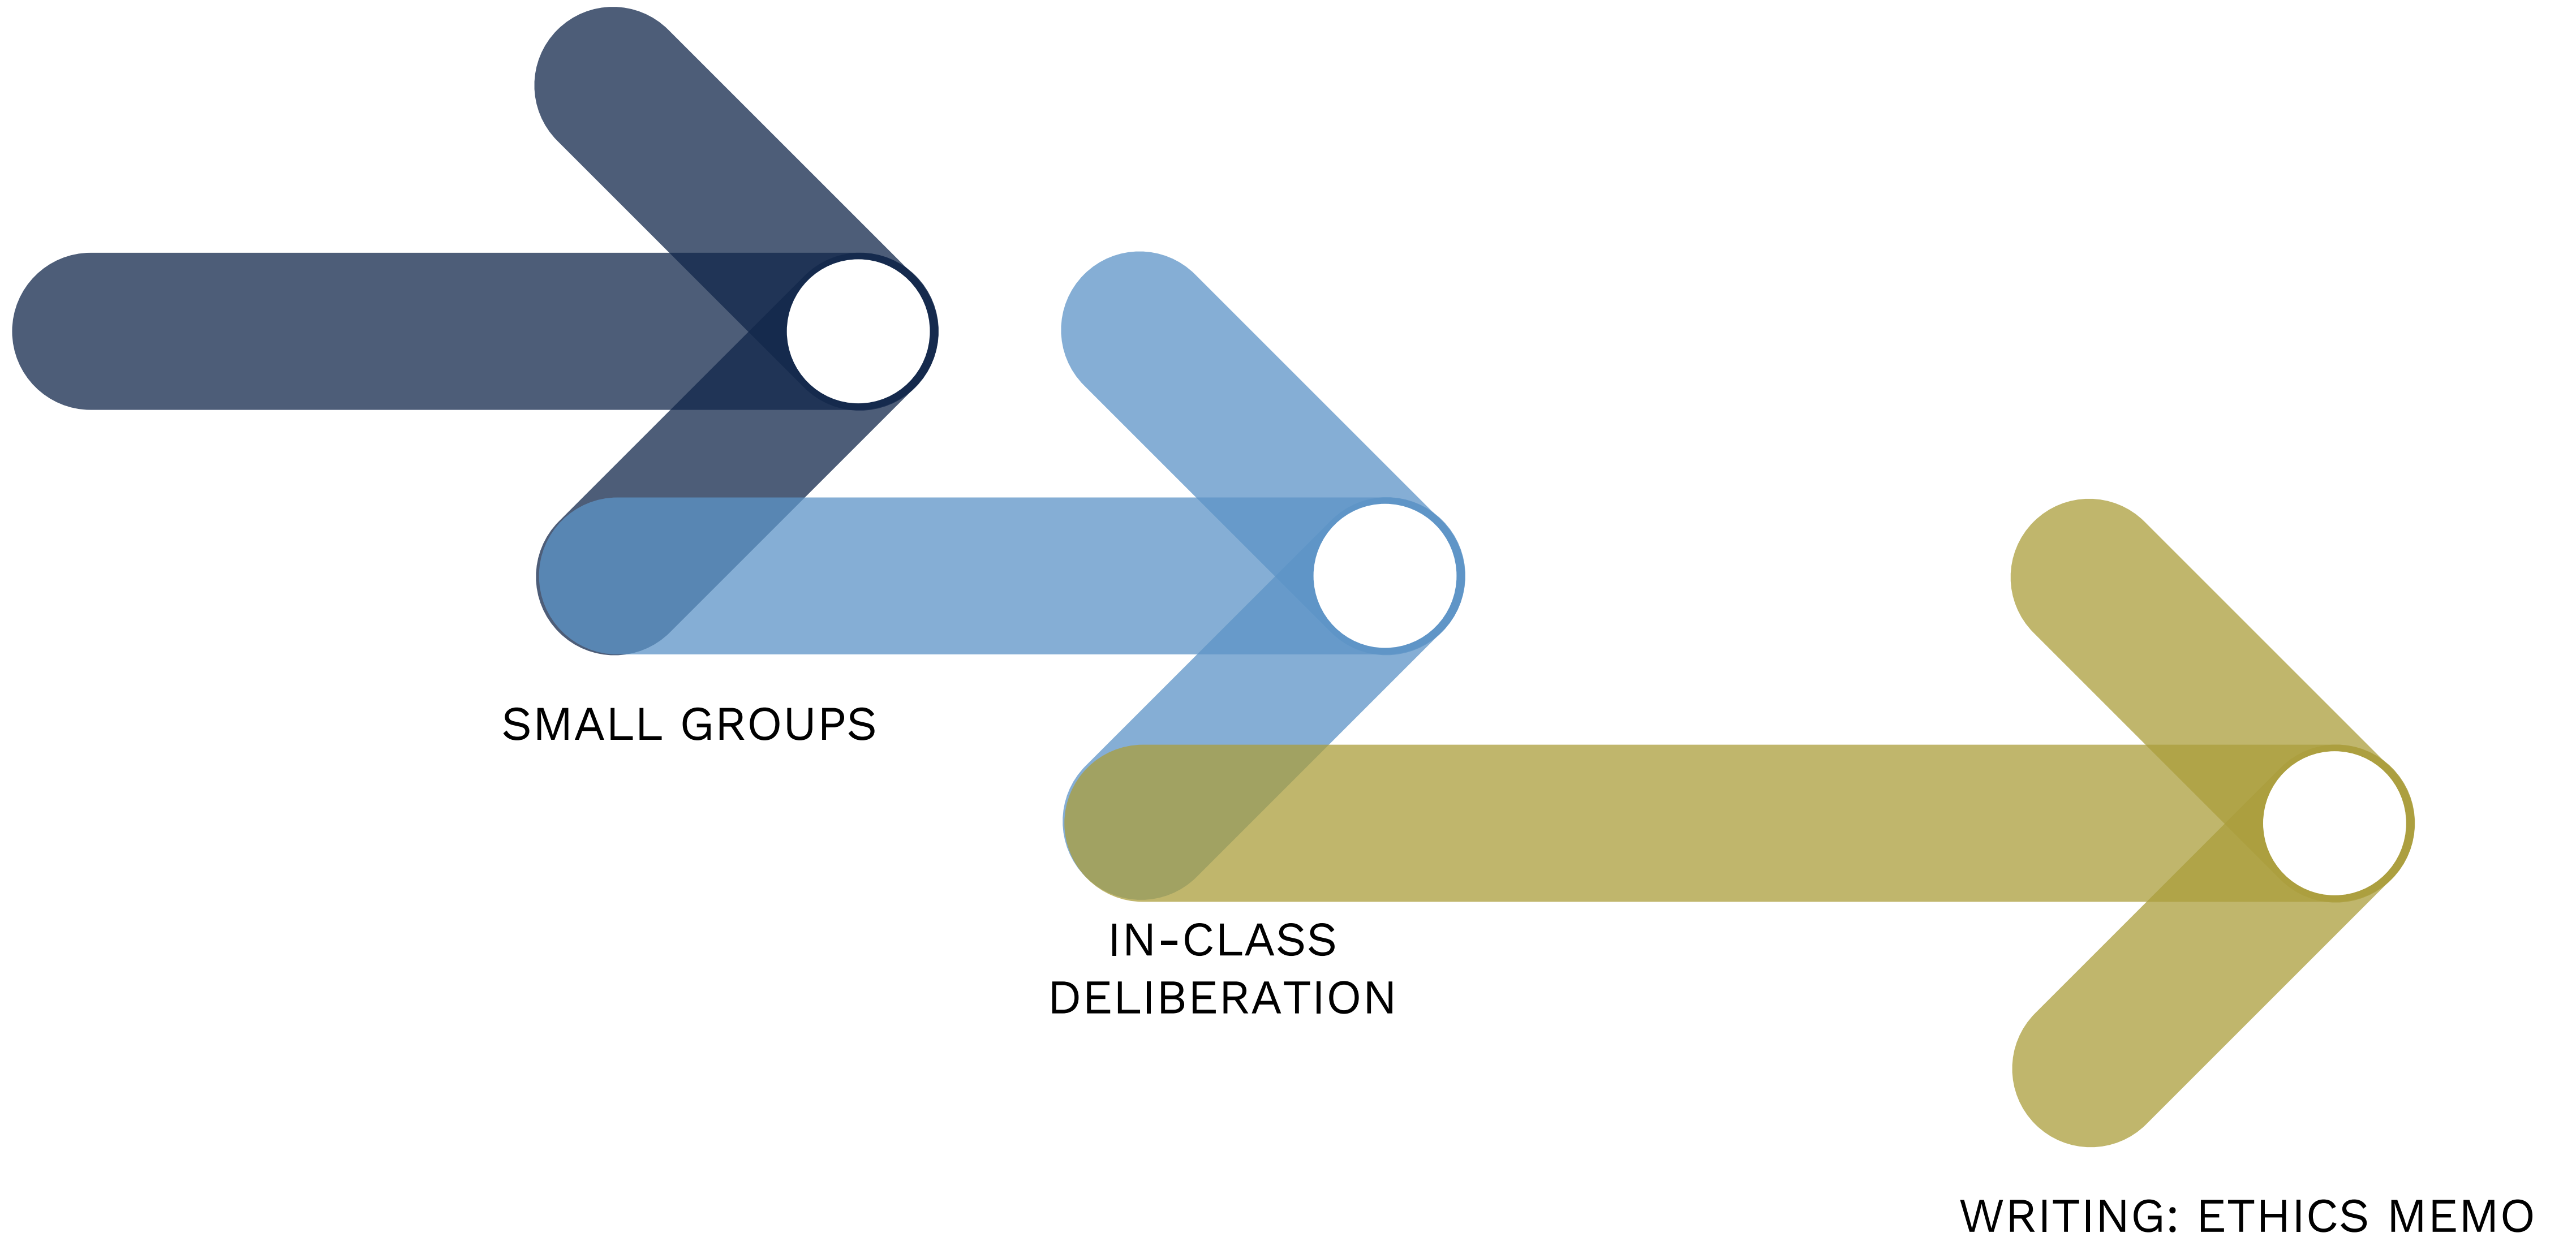 SMALL GROUPS
IN-CLASS
DELIBERATION
WRITING: ETHICS MEMO